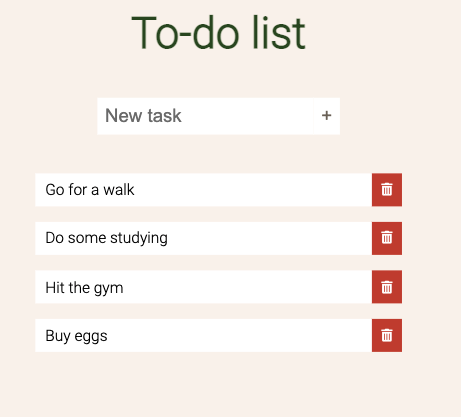 To-do list
New task +
Go for a walk
Do some studying
Hit the gym
Buy eggs